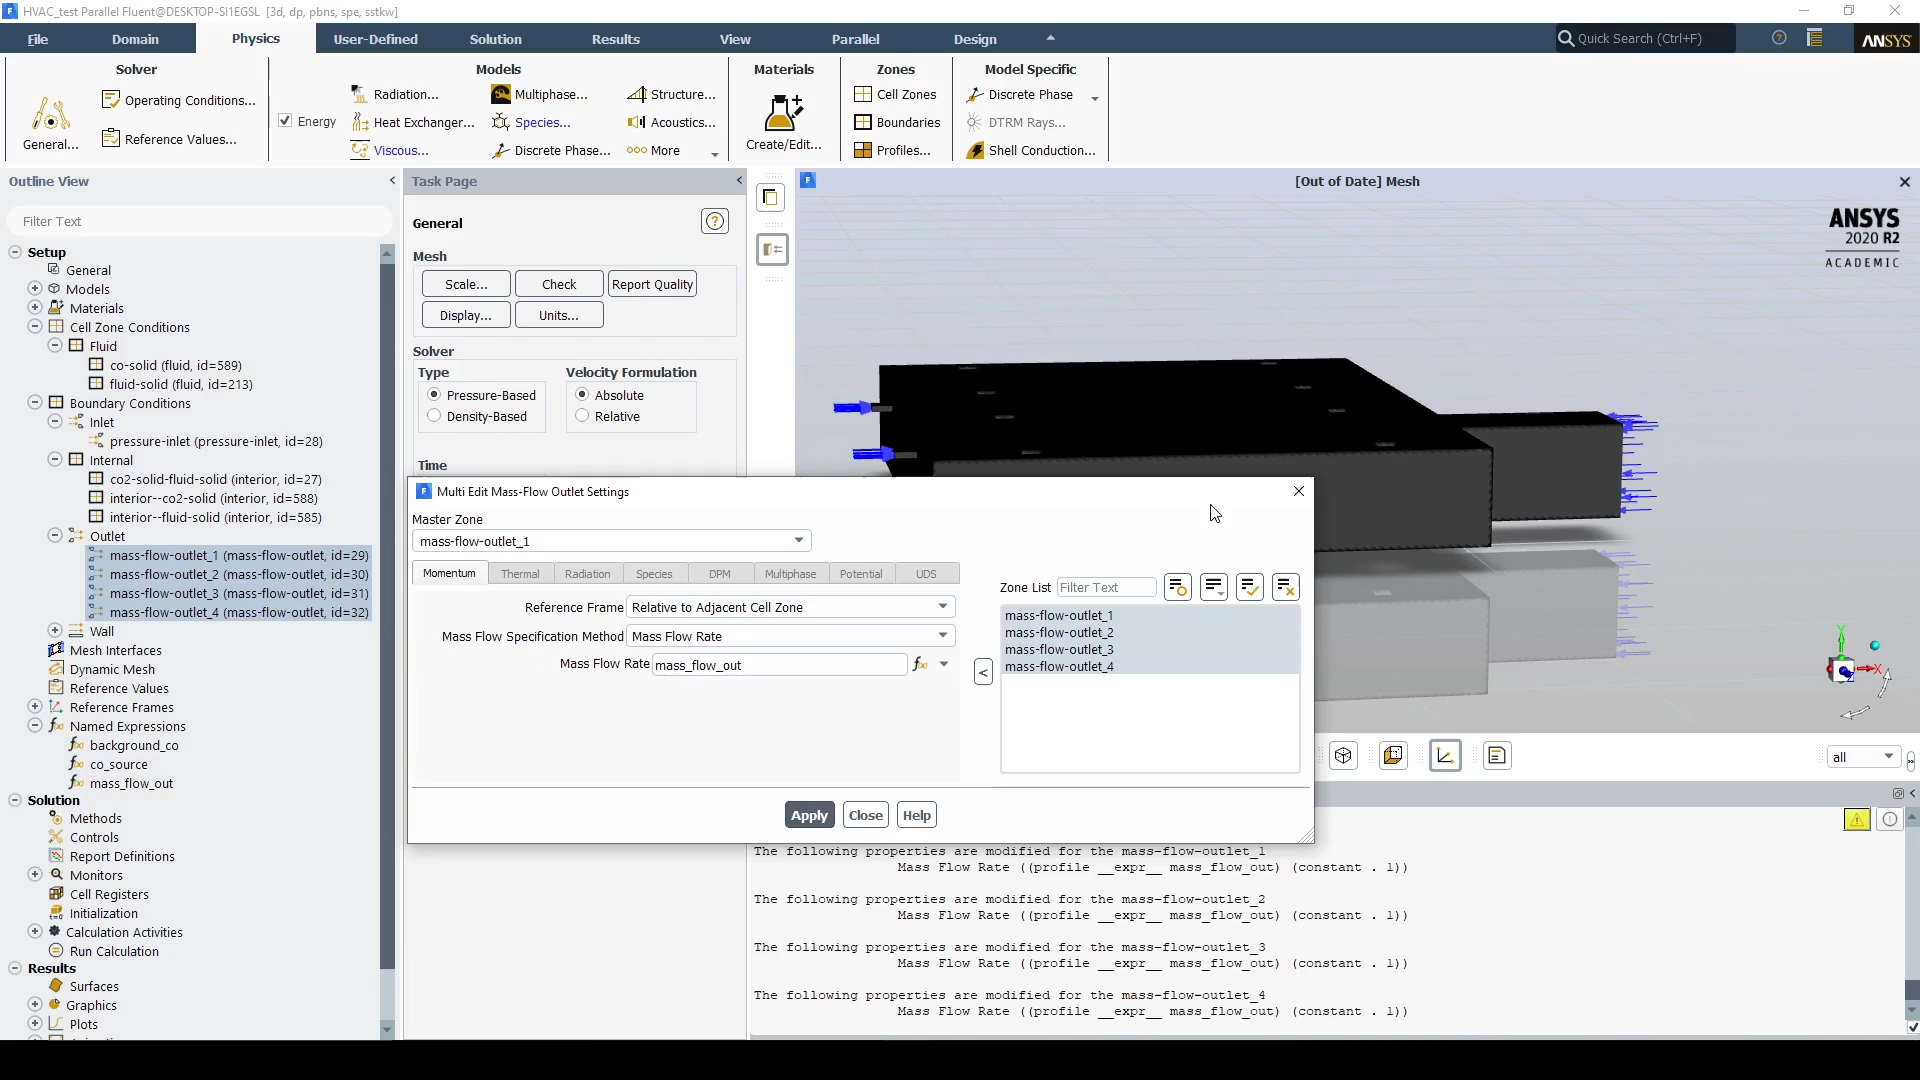 HVAC_test Parallel Fluent@DESKTOP-SI1EGSL [3d, dp, pbns, spe, sstkw]
File Domain Physics User-Defined Solution Results View Parallel Design Quick Search (Ctrl+F) ANSYS
Solver Models Materials Zones Model Specific
General...
Operating Conditions...
Reference Values...
Energy
Radiation... Multiphase... Structure...
Heat Exchanger... Species... Acoustics...
Viscous... Discrete Phase... More
Create/Edit...
Cell Zones
Boundaries
Profiles...
Discrete Phase
DTRM Rays...
Shell Conduction...
Outline View
Filter Text
Setup
General
Models
Materials
Cell Zone Conditions
Fluid
co-solid (fluid, id=589)
fluid-solid (fluid, id=213)
Boundary Conditions
Inlet
pressure-inlet (pressure-inlet, id=28)
Internal
co2-solid-fluid-solid (interior, id=27)
interior--co2-solid (interior, id=588)
interior--fluid-solid (interior, id=585)
Outlet
mass-flow-outlet_1 (mass-flow-outlet, id=29)
mass-flow-outlet_2 (mass-flow-outlet, id=30)
mass-flow-outlet_3 (mass-flow-outlet, id=31)
mass-flow-outlet_4 (mass-flow-outlet, id=32)
Wall
Mesh Interfaces
Dynamic Mesh
Reference Values
Reference Frames
Named Expressions
background_co
co_source
mass_flow_out
Solution
Methods
Controls
Report Definitions
Monitors
Cell Registers
Initialization
Calculation Activities
Run Calculation
Results
Surfaces
Graphics
Plots
Task Page
General
Mesh
Scale... Check Report Quality
Display... Units...
Solver
Type Velocity Formulation
Pressure-Based Absolute
Density-Based Relative
Time
[Out of Date] Mesh
ANSYS
2020 R2
ACADEMIC
Y
X
Multi Edit Mass-Flow Outlet Settings
Master Zone
mass-flow-outlet_1
Momentum Thermal Radiation Species DPM Multiphase Potential UDS
Reference Frame Relative to Adjacent Cell Zone
Mass Flow Specification Method Mass Flow Rate
Mass Flow Rate mass_flow_out
Zone List Filter Text
mass-flow-outlet_1
mass-flow-outlet_2
mass-flow-outlet_3
mass-flow-outlet_4
<
Apply Close Help
all
The following properties are modified for the mass-flow-outlet_1
Mass Flow Rate ((profile __expr__ mass_flow_out) (constant . 1))
The following properties are modified for the mass-flow-outlet_2
Mass Flow Rate ((profile __expr__ mass_flow_out) (constant . 1))
The following properties are modified for the mass-flow-outlet_3
Mass Flow Rate ((profile __expr__ mass_flow_out) (constant . 1))
The following properties are modified for the mass-flow-outlet_4
Mass Flow Rate ((profile __expr__ mass_flow_out) (constant . 1))